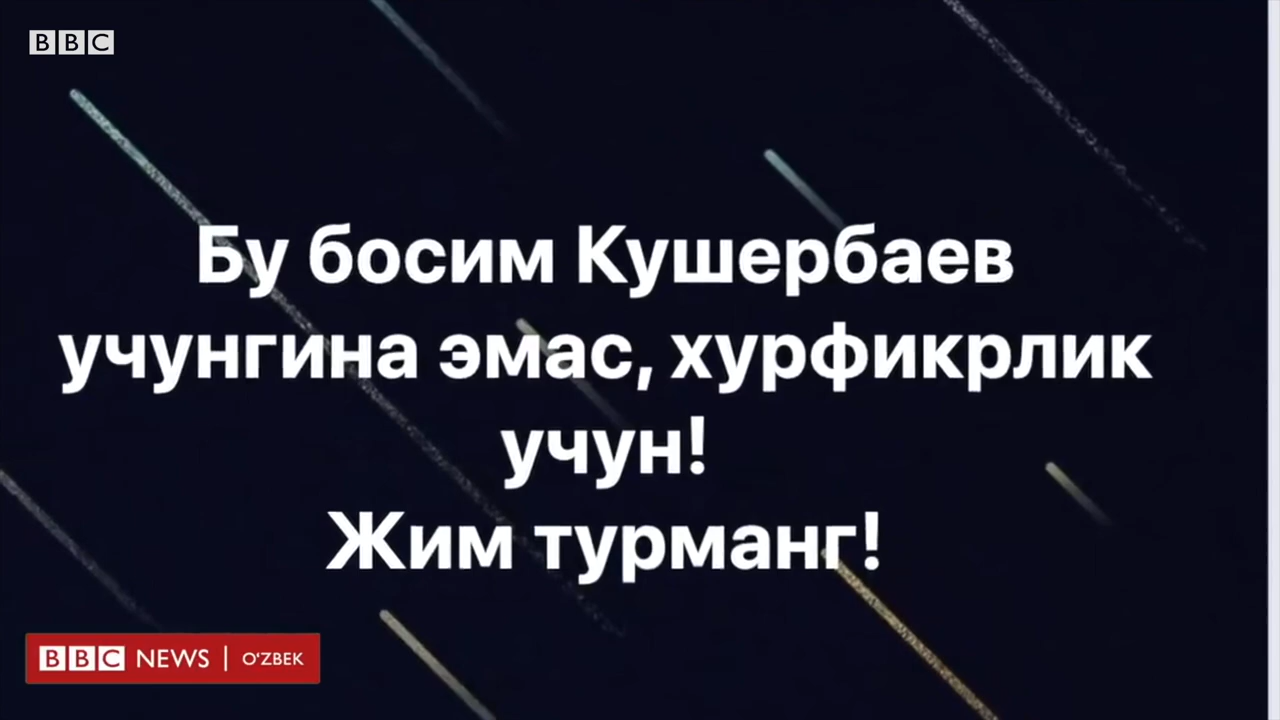 BBC
Бу босим Кушербаев
учунгина эмас, хурфикрлик
учун!
Жим турманг!
BBC NEWS | O'ZBEK